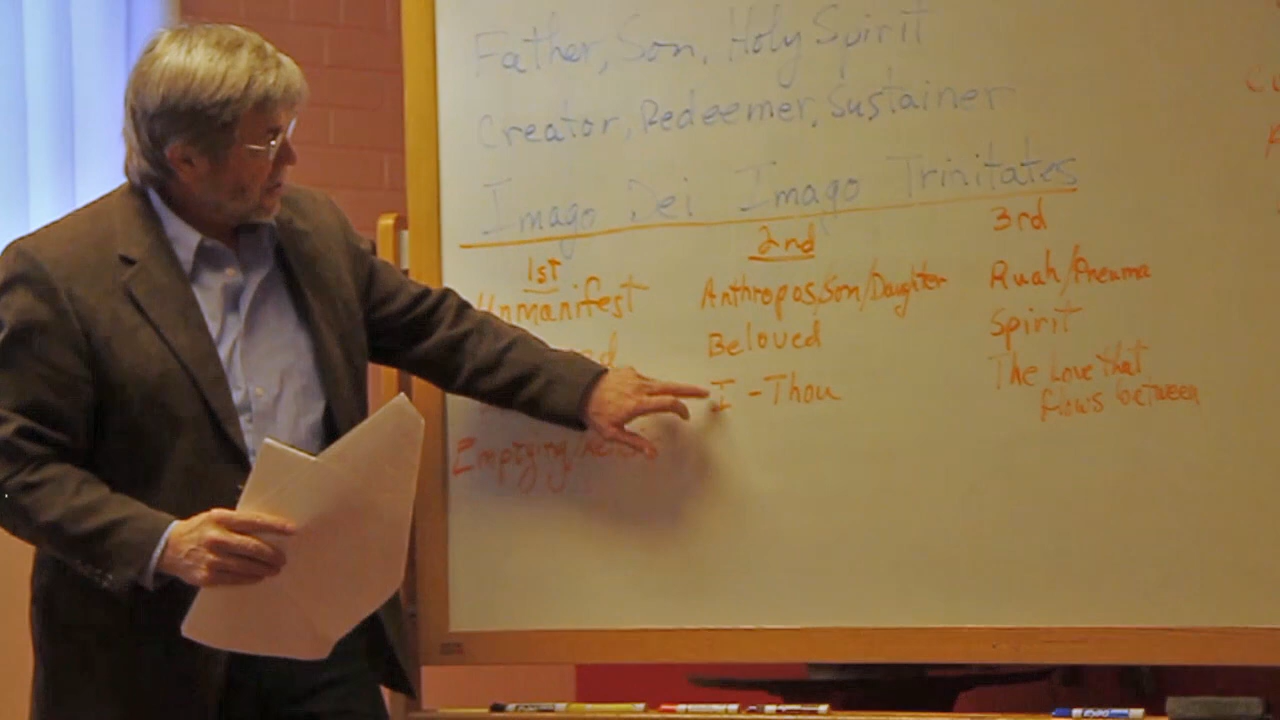 Father, Son, Holy Spirit
Creator, Redeemer, Sustainer
Imago Dei Imago Trinitates
1st
Unmanifest
Emptying
2nd
Anthropos, Son/Daughter
Beloved
I - Thou
3rd
Ruah/Pneuma
Spirit
The Love that
flows between